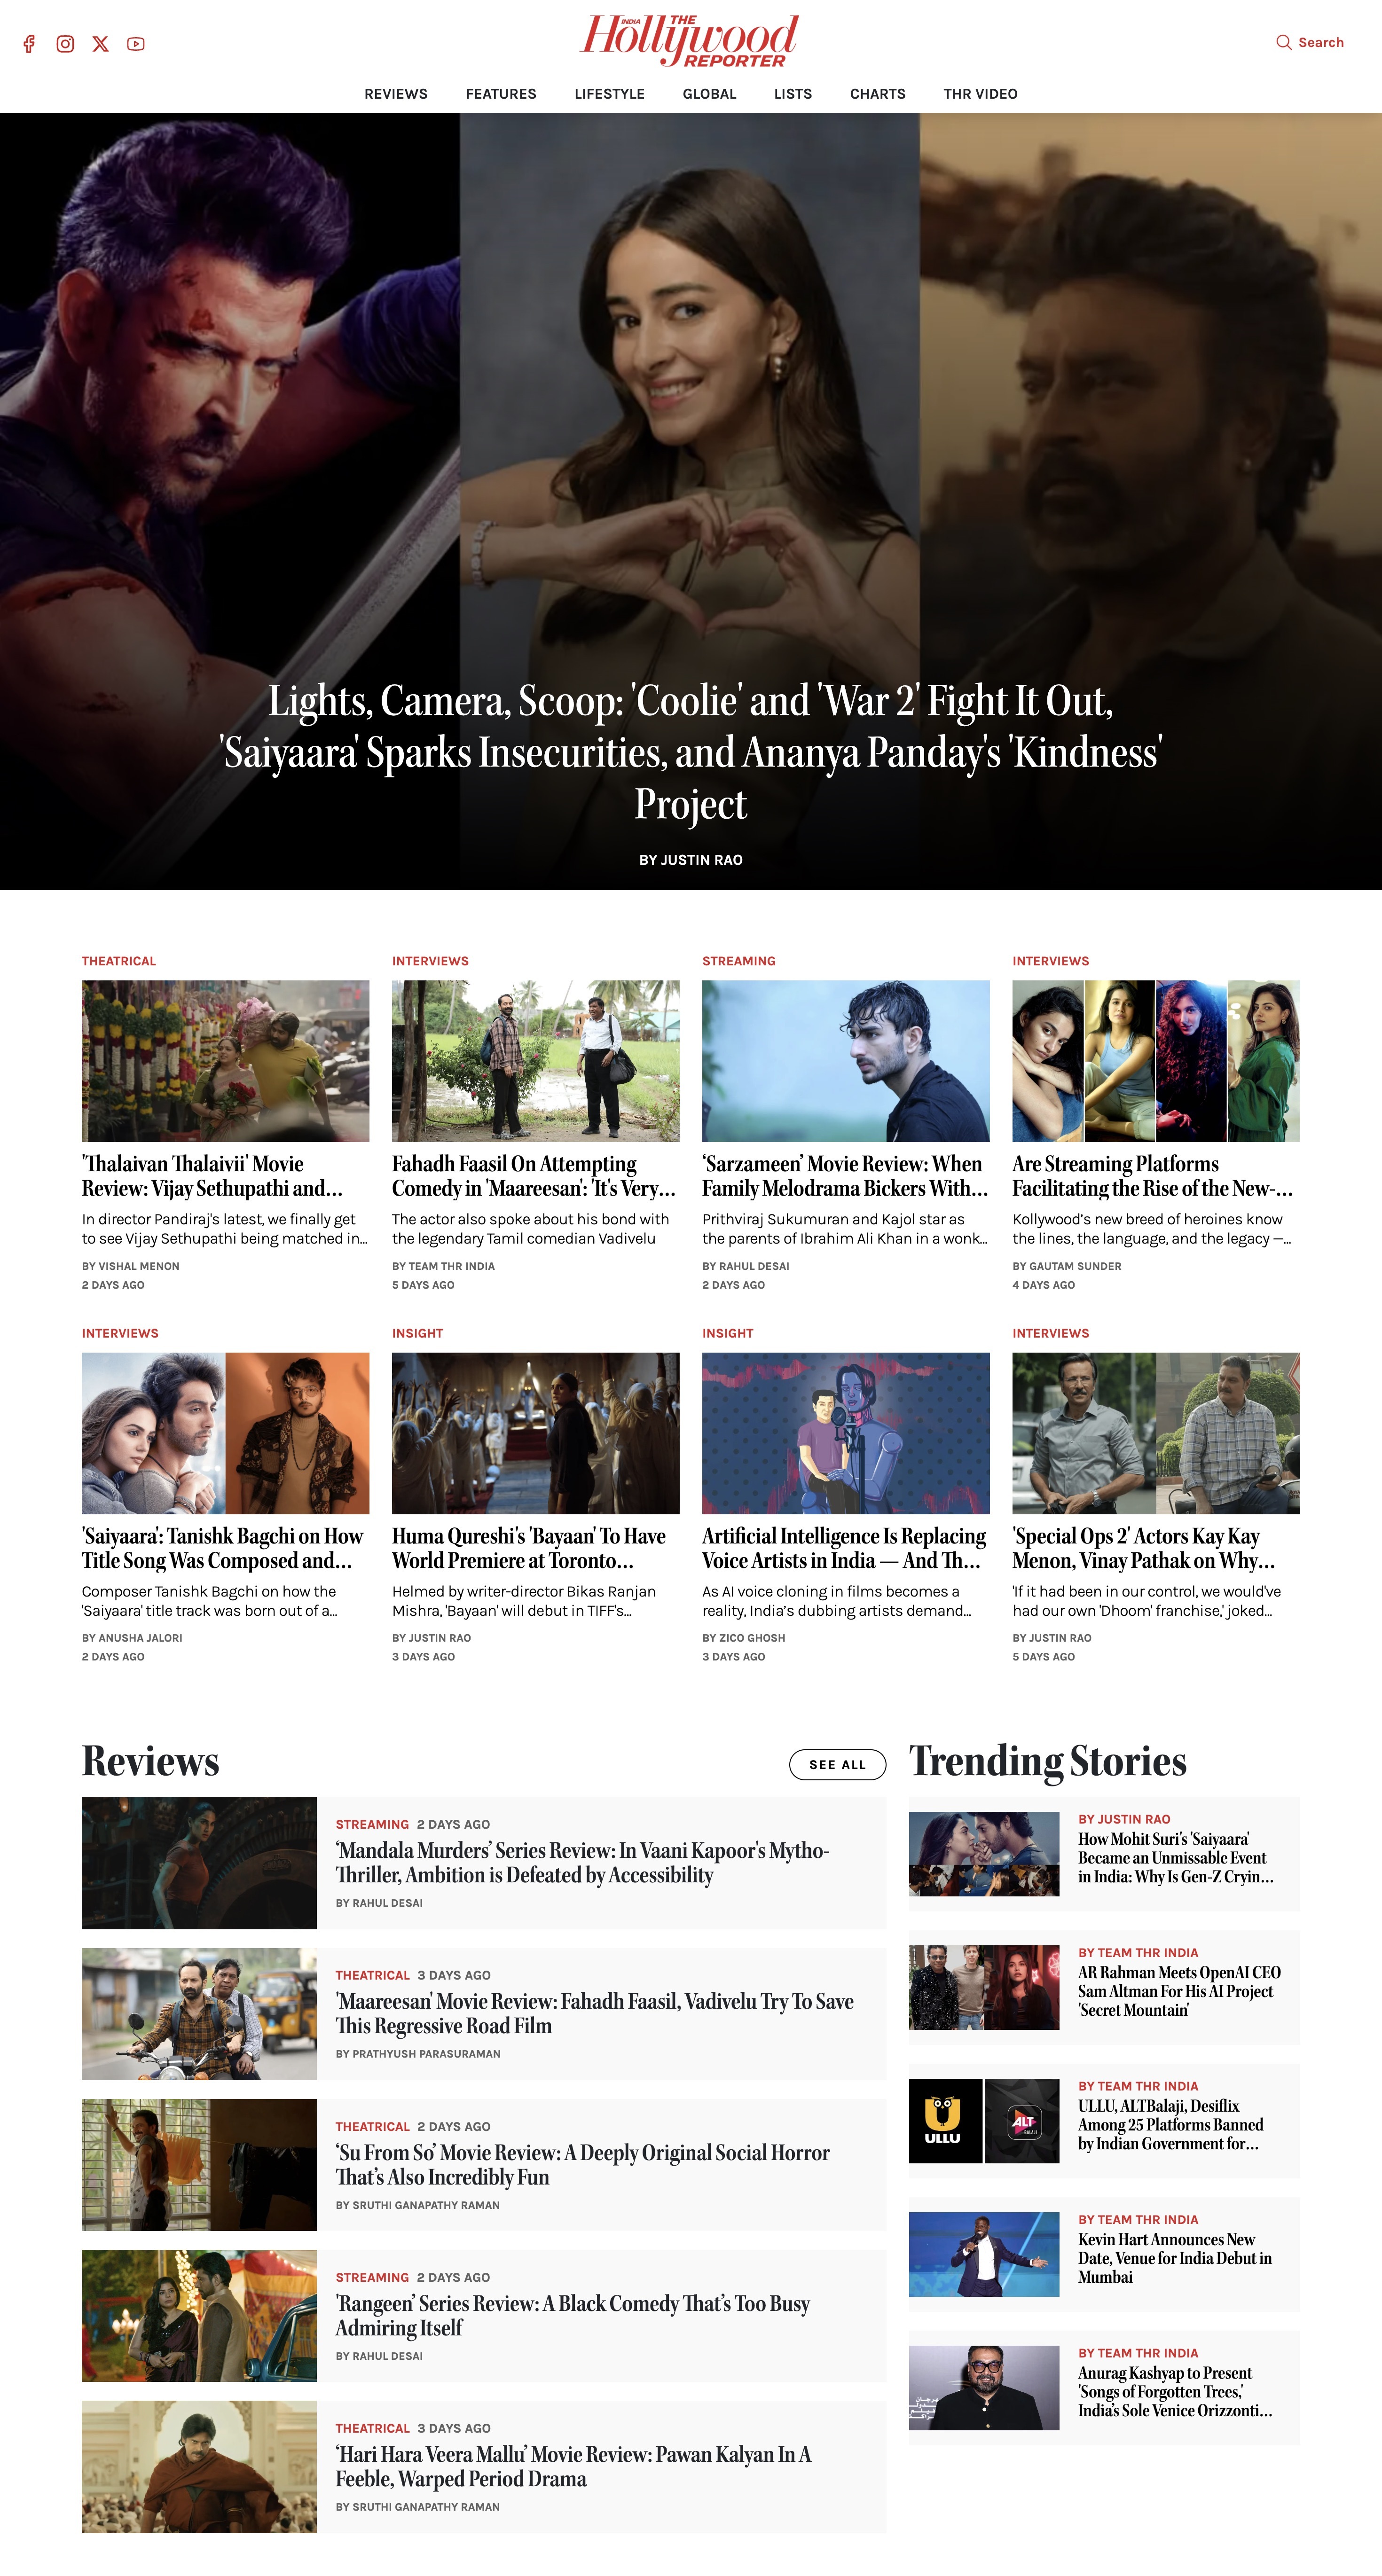 INDIA THE
Hollywood
REPORTER
Search
REVIEWS FEATURES LIFESTYLE GLOBAL LISTS CHARTS THR VIDEO
Lights, Camera, Scoop: 'Coolie' and 'War 2' Fight It Out,
'Saiyaara' Sparks Insecurities, and Ananya Panday's 'Kindness'
Project
BY JUSTIN RAO
THEATRICAL
'Thalaivan Thalaivii' Movie
Review: Vijay Sethupathi and...
In director Pandiraj's latest, we finally get
to see Vijay Sethupathi being matched in...
BY VISHAL MENON
2 DAYS AGO
INTERVIEWS
Fahadh Faasil On Attempting
Comedy in 'Maareesan': 'It's Very...
The actor also spoke about his bond with
the legendary Tamil comedian Vadivelu
BY TEAM THR INDIA
5 DAYS AGO
STREAMING
‘Sarzameen’ Movie Review: When
Family Melodrama Bickers With...
Prithviraj Sukumaran and Kajol star as
the parents of Ibrahim Ali Khan in a wonk...
BY RAHUL DESAI
2 DAYS AGO
INTERVIEWS
Are Streaming Platforms
Facilitating the Rise of the New-...
Kollywood’s new breed of heroines know
the lines, the language, and the legacy —...
BY GAUTAM SUNDER
4 DAYS AGO
INTERVIEWS
'Saiyaara': Tanishk Bagchi on How
Title Song Was Composed and...
Composer Tanishk Bagchi on how the
'Saiyaara' title track was born out of a...
BY ANUSHA JALORI
2 DAYS AGO
INSIGHT
Huma Qureshi's 'Bayaan' To Have
World Premiere at Toronto...
Helmed by writer-director Bikas Ranjan
Mishra, 'Bayaan' will debut in TIFF's...
BY JUSTIN RAO
3 DAYS AGO
INSIGHT
Artificial Intelligence Is Replacing
Voice Artists in India — And Th...
As AI voice cloning in films becomes a
reality, India’s dubbing artists demand...
BY ZICO GHOSH
3 DAYS AGO
INTERVIEWS
'Special Ops 2' Actors Kay Kay
Menon, Vinay Pathak on Why...
'If it had been in our control, we would've
had our own 'Dhoom' franchise,' joked...
BY JUSTIN RAO
5 DAYS AGO
Reviews
SEE ALL
STREAMING 2 DAYS AGO
‘Mandala Murders’ Series Review: In Vaani Kapoor's Mytho-
Thriller, Ambition is Defeated by Accessibility
BY RAHUL DESAI
THEATRICAL 3 DAYS AGO
'Maareesan' Movie Review: Fahadh Faasil, Vadivelu Try To Save
This Regressive Road Film
BY PRATHYUSH PARASURAMAN
THEATRICAL 2 DAYS AGO
‘Su From So’ Movie Review: A Deeply Original Social Horror
That’s Also Incredibly Fun
BY SRUTHI GANAPATHY RAMAN
STREAMING 2 DAYS AGO
'Rangeen’ Series Review: A Black Comedy That’s Too Busy
Admiring Itself
BY RAHUL DESAI
THEATRICAL 3 DAYS AGO
‘Hari Hara Veera Mallu’ Movie Review: Pawan Kalyan In A
Feeble, Warped Period Drama
BY SRUTHI GANAPATHY RAMAN
Trending Stories
BY JUSTIN RAO
How Mohit Suri's 'Saiyaara'
Became an Unmissable Event
in India: Why Is Gen-Z Cryin...
BY TEAM THR INDIA
AR Rahman Meets OpenAI CEO
Sam Altman For His AI Project
'Secret Mountain'
BY TEAM THR INDIA
ULLU, ALTBalaji, Desiflix
Among 25 Platforms Banned
by Indian Government for...
ULLU
ALT
BALAJI
BY TEAM THR INDIA
Kevin Hart Announces New
Date, Venue for India Debut in
Mumbai
BY TEAM THR INDIA
Anurag Kashyap to Present
'Songs of Forgotten Trees,'
India’s Sole Venice Orizzonti...